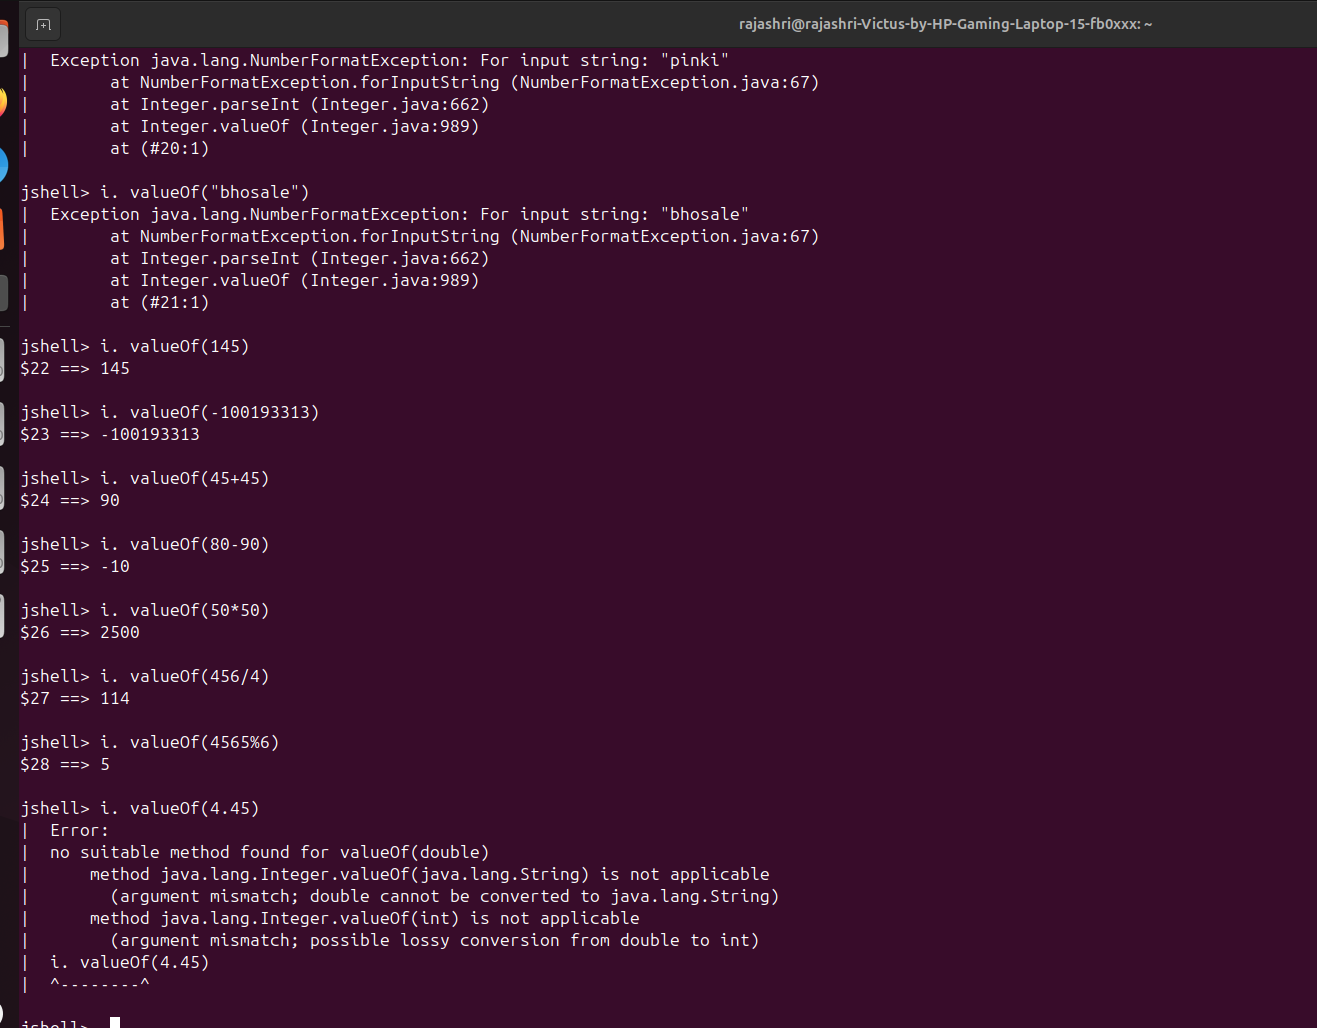 rajashri@rajashri-Victus-by-HP-Gaming-Laptop-15-fb0xxx: ~
|  Exception java.lang.NumberFormatException: For input string: "pinki"
|        at NumberFormatException.forInputString (NumberFormatException.java:67)
|        at Integer.parseInt (Integer.java:662)
|        at Integer.valueOf (Integer.java:989)
|        at (#20:1)
jshell> i. valueOf("bhosale")
|  Exception java.lang.NumberFormatException: For input string: "bhosale"
|        at NumberFormatException.forInputString (NumberFormatException.java:67)
|        at Integer.parseInt (Integer.java:662)
|        at Integer.valueOf (Integer.java:989)
|        at (#21:1)
jshell> i. valueOf(145)
$22 ==> 145
jshell> i. valueOf(-100193313)
$23 ==> -100193313
jshell> i. valueOf(45+45)
$24 ==> 90
jshell> i. valueOf(80-90)
$25 ==> -10
jshell> i. valueOf(50*50)
$26 ==> 2500
jshell> i. valueOf(456/4)
$27 ==> 114
jshell> i. valueOf(4565%6)
$28 ==> 5
jshell> i. valueOf(4.45)
|  Error:
|  no suitable method found for valueOf(double)
|      method java.lang.Integer.valueOf(java.lang.String) is not applicable
|        (argument mismatch; double cannot be converted to java.lang.String)
|      method java.lang.Integer.valueOf(int) is not applicable
|        (argument mismatch; possible lossy conversion from double to int)
|  i. valueOf(4.45)
|  ^--------^
jshell>